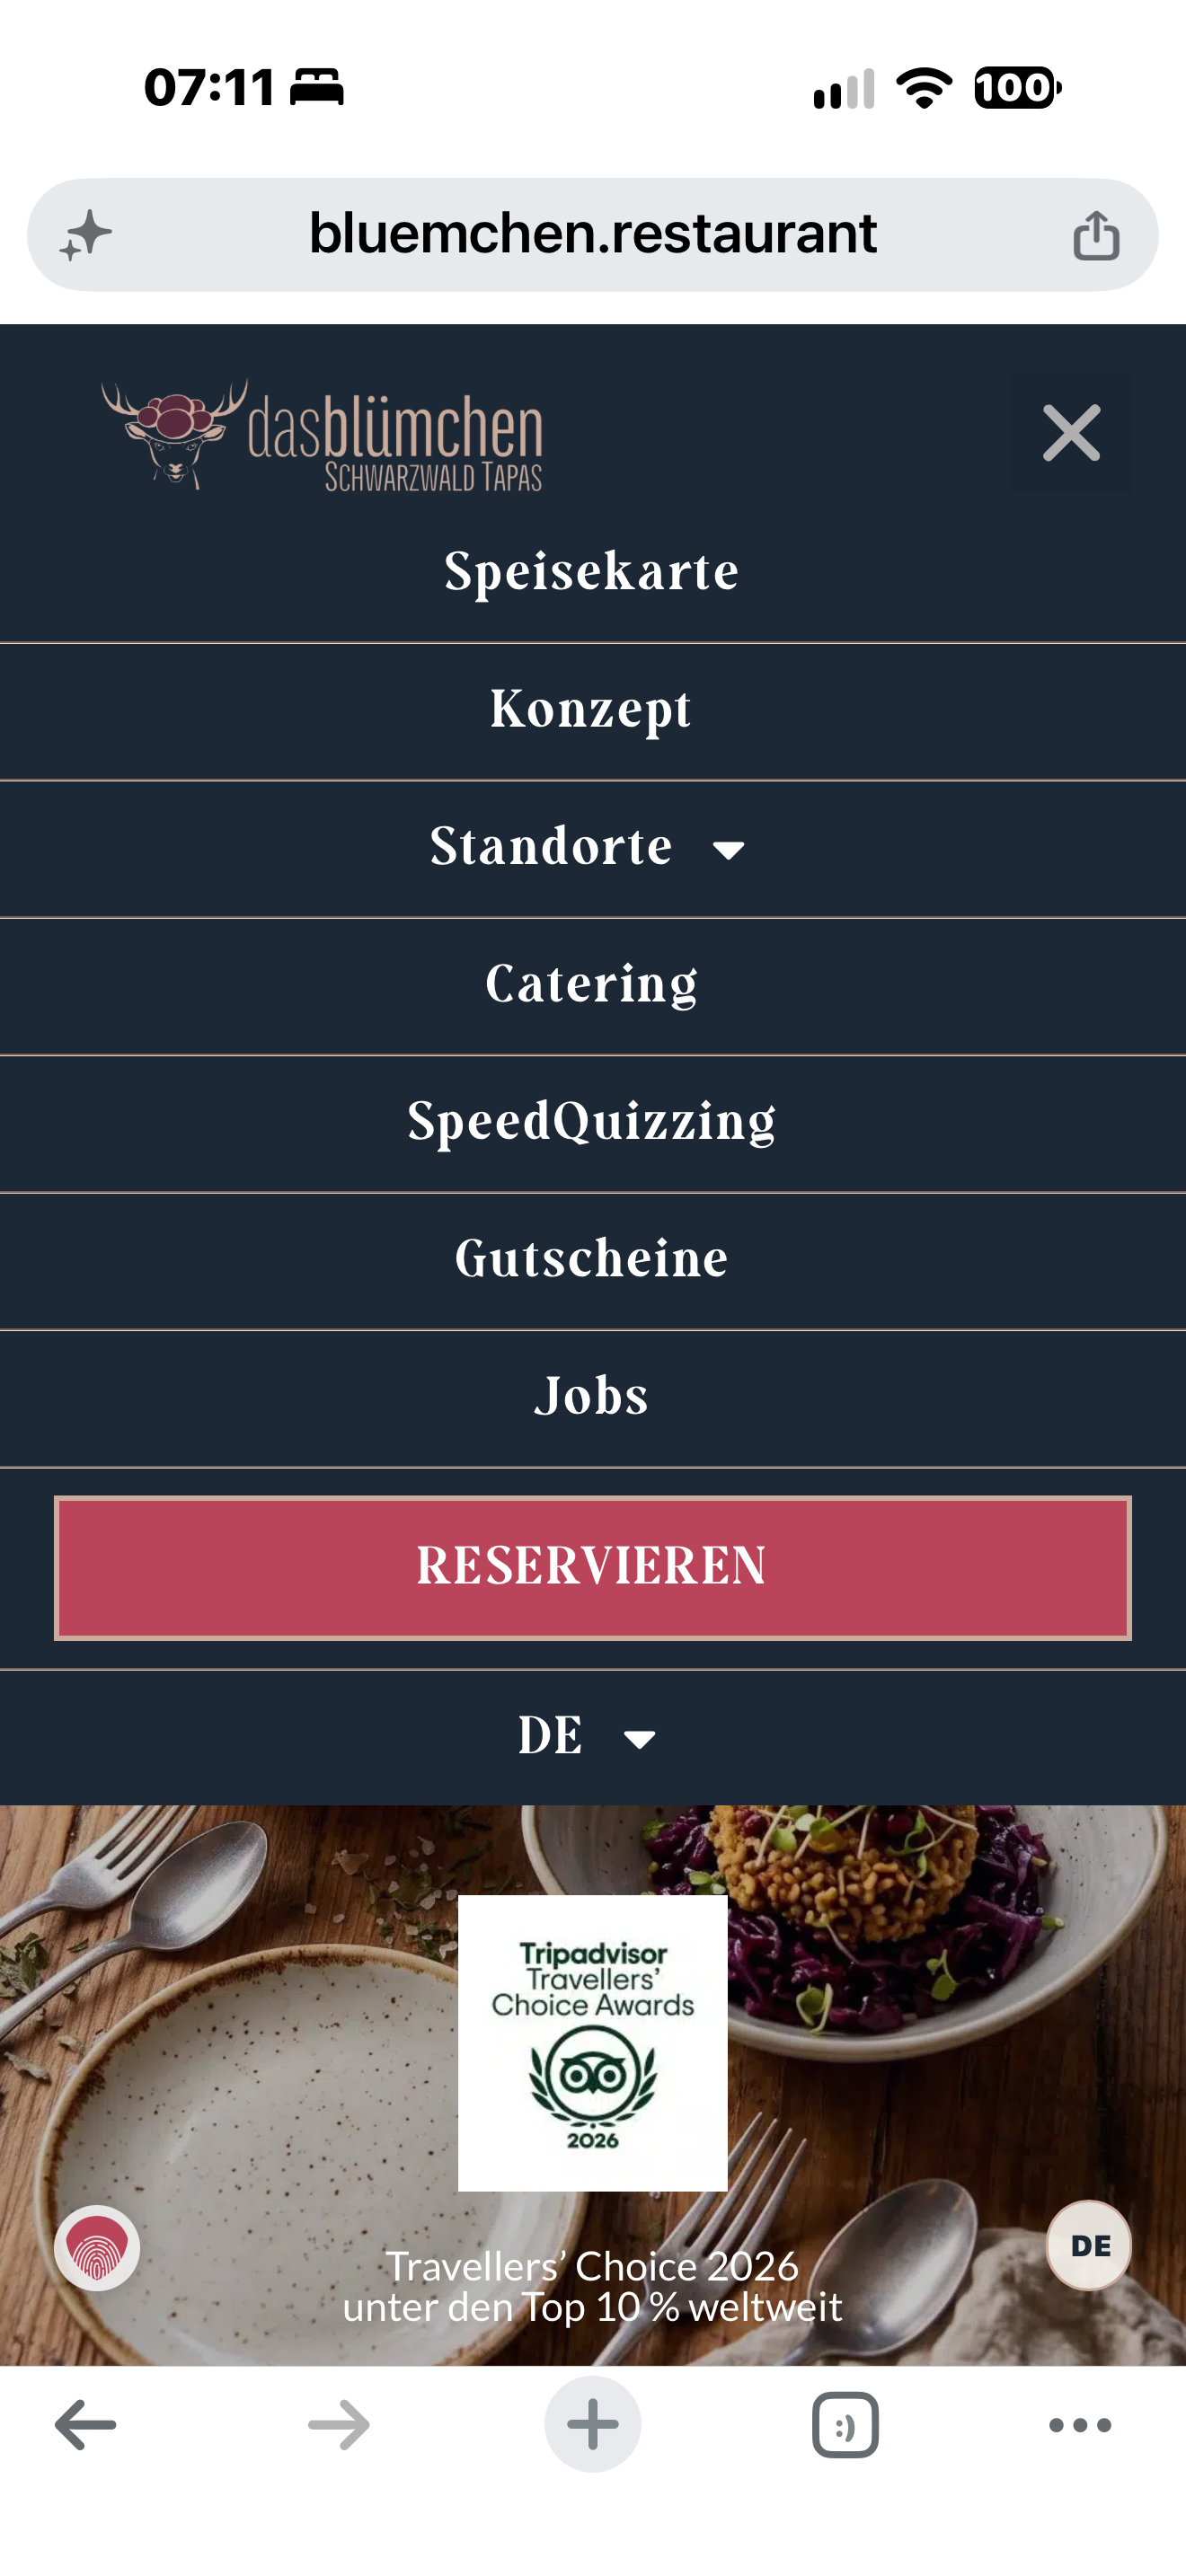 07:11
100
bluemchen.restaurant
dasblümchen
SCHWARZWALD TAPAS
Speisekarte
Konzept
Standorte
Catering
SpeedQuizzing
Gutscheine
Jobs
RESERVIEREN
DE
Tripadvisor
Travellers’
Choice Awards
2026
DE
Travellers’ Choice 2026
unter den Top 10 % weltweit
:)